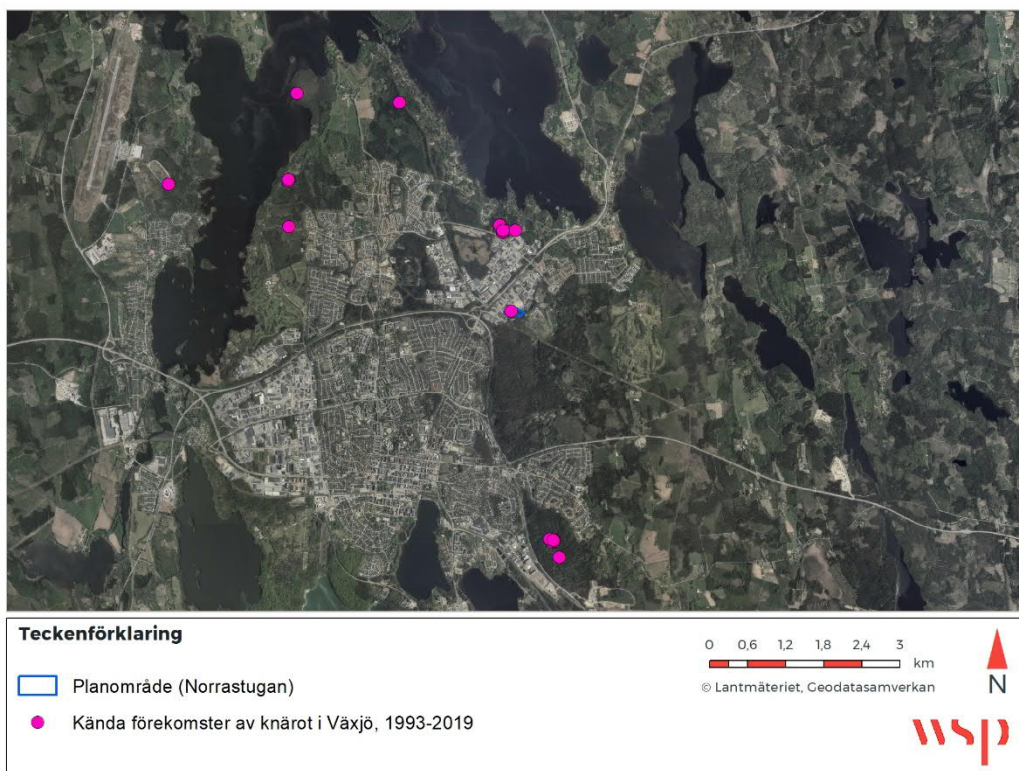 Teckenförklaring
Planområde (Norrastugan)
Kända förekomster av knärot i Växjö, 1993-2019
0 0,6 1,2 1,8 2,4 3
km
© Lantmäteriet, Geodatasamverkan
N
wsp